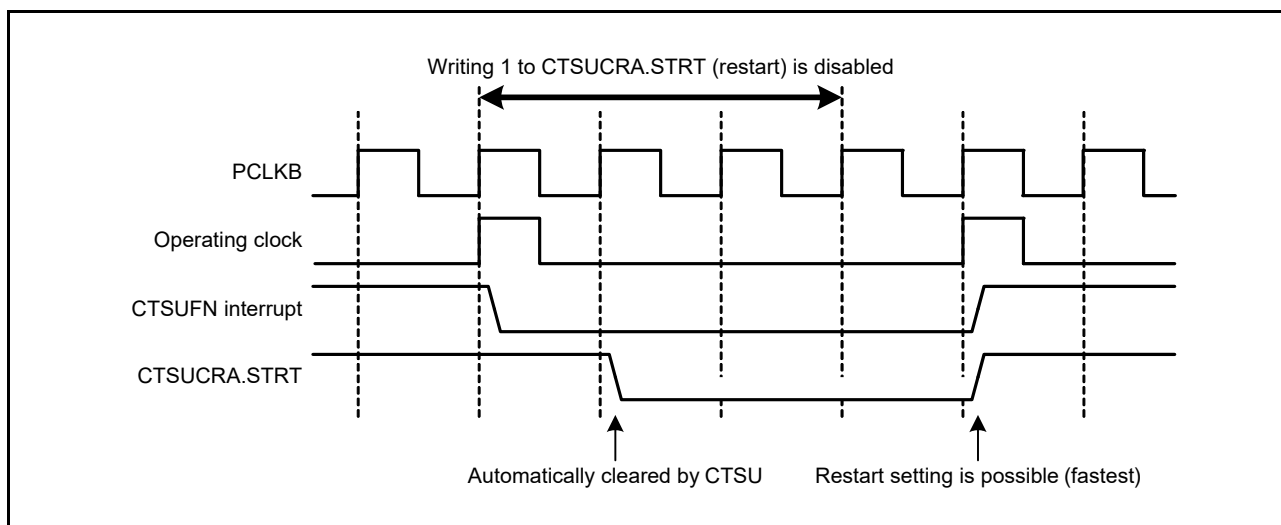 Writing 1 to CTSUCRA.STRT (restart) is disabled
PCLKB
Operating clock
CTSUFN interrupt
CTSUCRA.STRT
Automatically cleared by CTSU
Restart setting is possible (fastest)